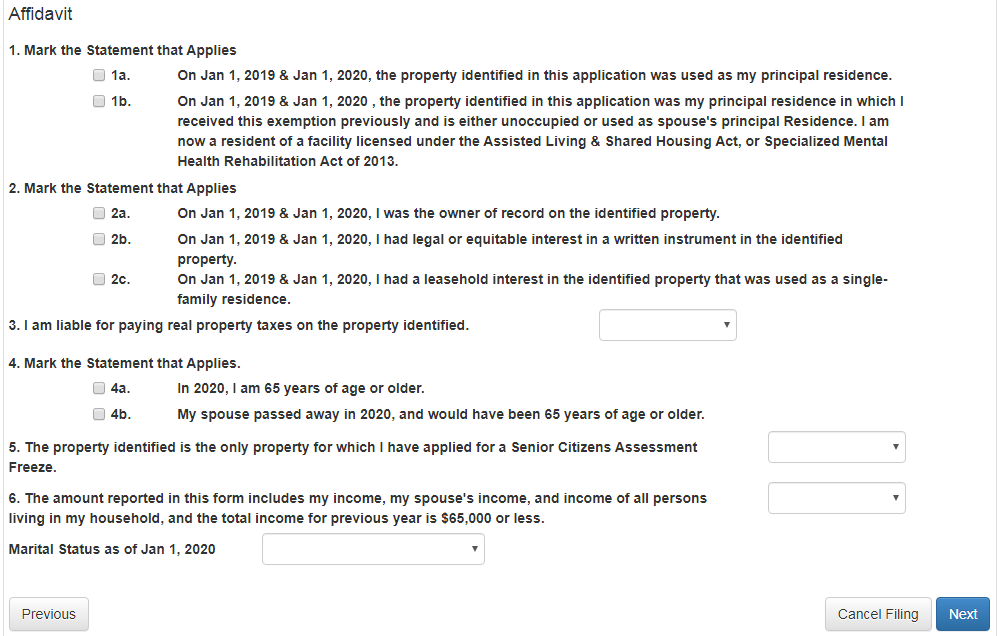 Affidavit
1. Mark the Statement that Applies
1a. On Jan 1, 2019 & Jan 1, 2020, the property identified in this application was used as my principal residence.
1b. On Jan 1, 2019 & Jan 1, 2020 , the property identified in this application was my principal residence in which I
received this exemption previously and is either unoccupied or used as spouse's principal Residence. I am
now a resident of a facility licensed under the Assisted Living & Shared Housing Act, or Specialized Mental
Health Rehabilitation Act of 2013.
2. Mark the Statement that Applies
2a. On Jan 1, 2019 & Jan 1, 2020, I was the owner of record on the identified property.
2b. On Jan 1, 2019 & Jan 1, 2020, I had legal or equitable interest in a written instrument in the identified
property.
2c. On Jan 1, 2019 & Jan 1, 2020, I had a leasehold interest in the identified property that was used as a single-
family residence.
3. I am liable for paying real property taxes on the property identified.
4. Mark the Statement that Applies.
4a. In 2020, I am 65 years of age or older.
4b. My spouse passed away in 2020, and would have been 65 years of age or older.
5. The property identified is the only property for which I have applied for a Senior Citizens Assessment
Freeze.
6. The amount reported in this form includes my income, my spouse's income, and income of all persons
living in my household, and the total income for previous year is $65,000 or less.
Marital Status as of Jan 1, 2020
Previous Cancel Filing Next